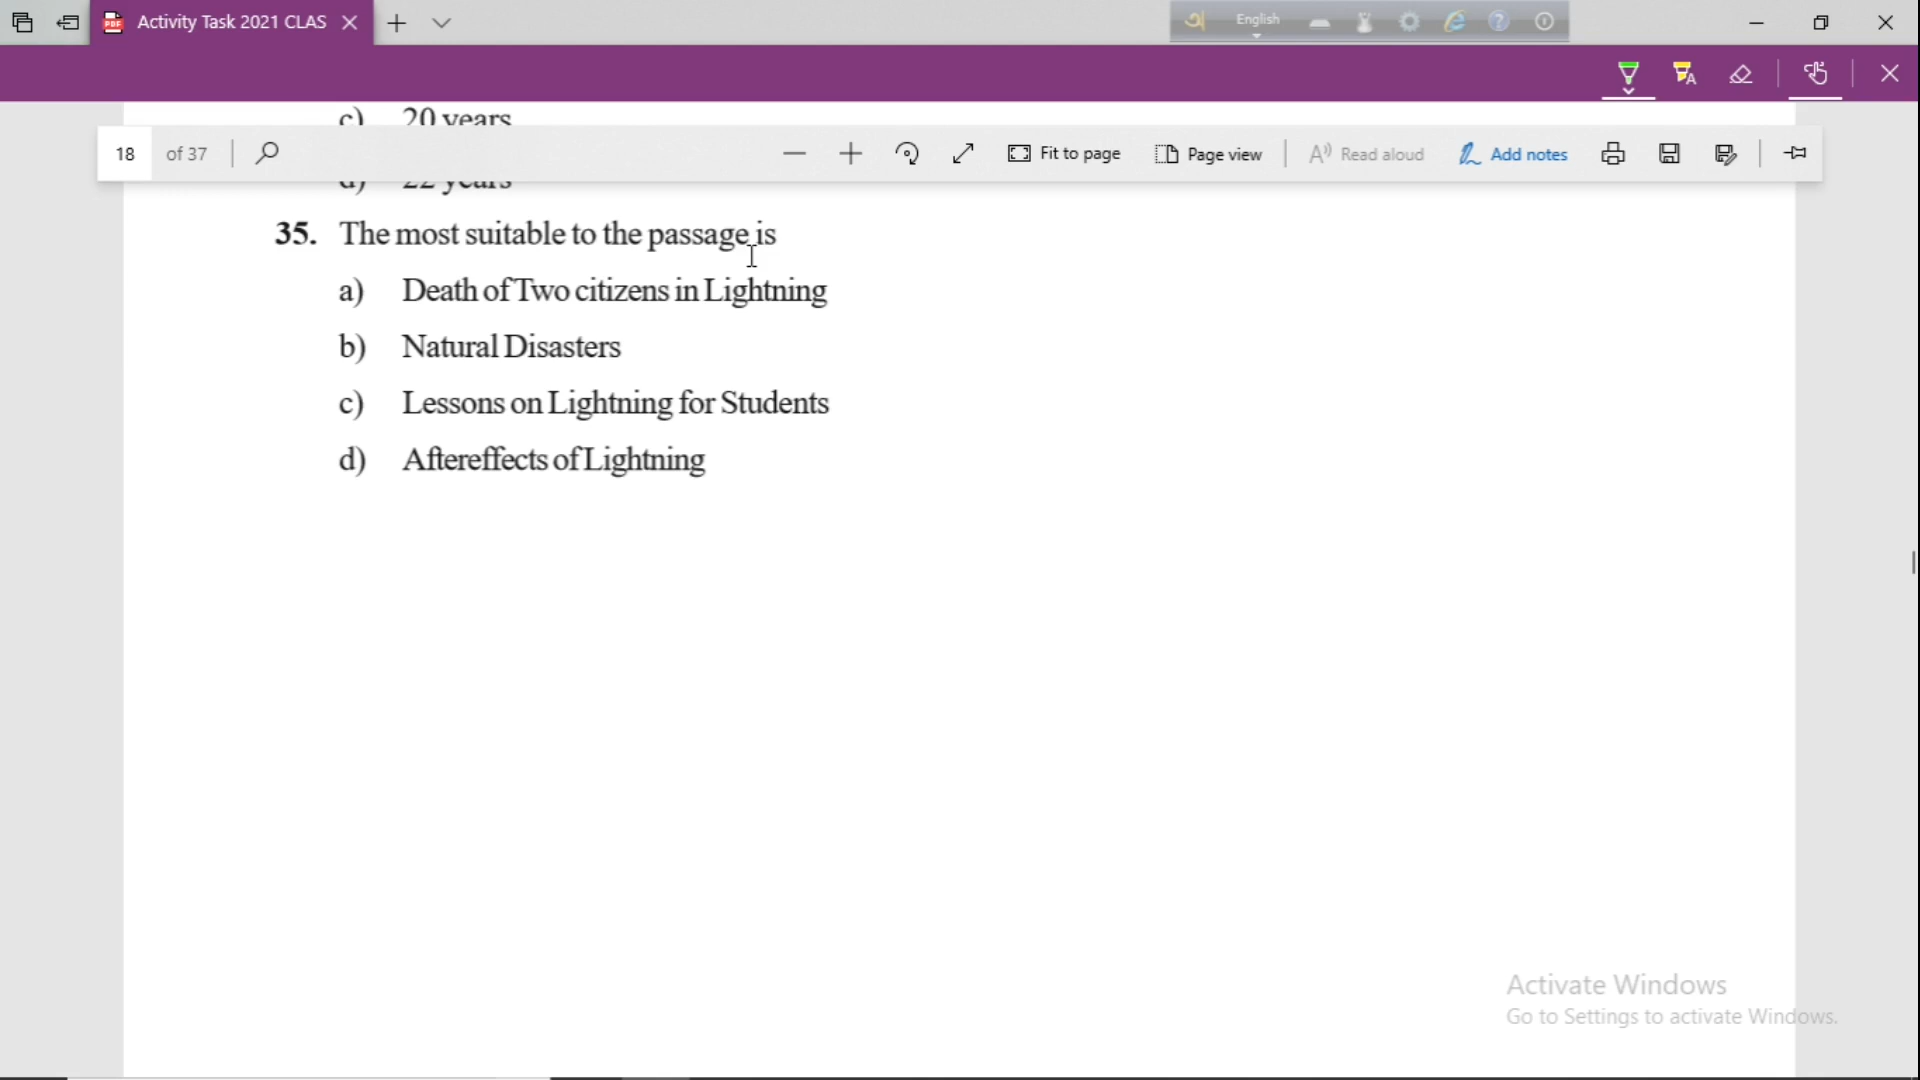 Activity Task 2021 CLAS
English
c) 20 years
18 of 37 Fit to page Page view Read aloud Add notes
d) 22 years
35. The most suitable to the passage is
a) Death of Two citizens in Lightning
b) Natural Disasters
c) Lessons on Lightning for Students
d) Aftereffects of Lightning
Activate Windows
Go to Settings to activate Windows.